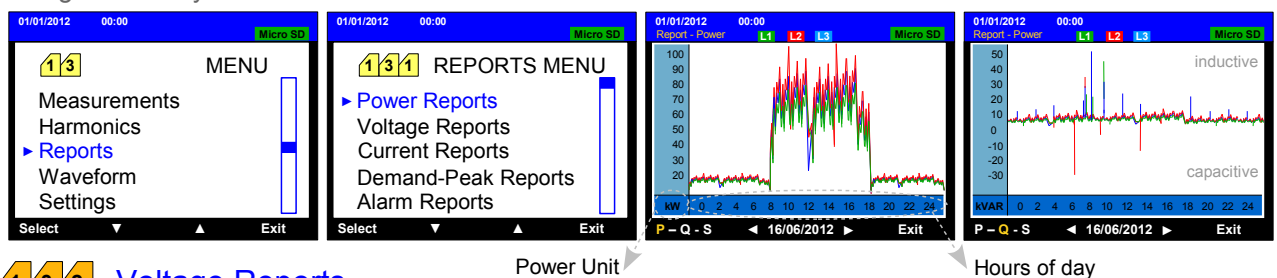 01/01/2012 00:00
Micro SD
1 3 MENU
Measurements
Harmonics
► Reports
Waveform
Settings
Select ▼ ▲ Exit
01/01/2012 00:00
Micro SD
1 3 1 REPORTS MENU
► Power Reports
Voltage Reports
Current Reports
Demand-Peak Reports
Alarm Reports
Select ▼ ▲ Exit
01/01/2012 00:00
Report - Power L1 L2 L3 Micro SD
100
90
80
70
60
50
40
30
20
kW 0 2 4 6 8 10 12 14 16 18 20 22 24
P – Q - S ◄ 16/06/2012 ► Exit
01/01/2012 00:00
Report - Power L1 L2 L3 Micro SD
50
40
30
20
10
0
-10
-20
-30
inductive
capacitive
kVAR 0 2 4 6 8 10 12 14 16 18 20 22 24
P – Q - S ◄ 16/06/2012 ► Exit
Power Unit
Hours of day
Voltage Reports